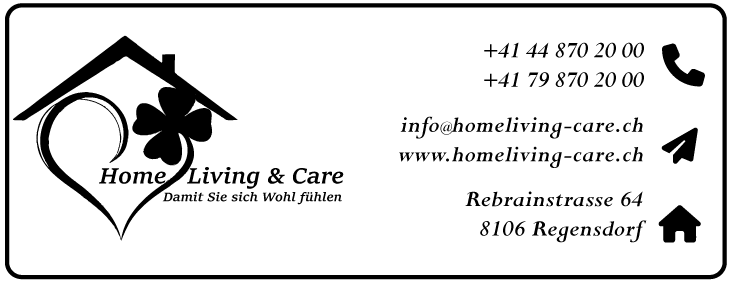 Home Living & Care
Damit Sie sich Wohl fühlen
+41 44 870 20 00
+41 79 870 20 00
info@homeliving-care.ch
www.homeliving-care.ch
Rebrainstrasse 64
8106 Regensdorf